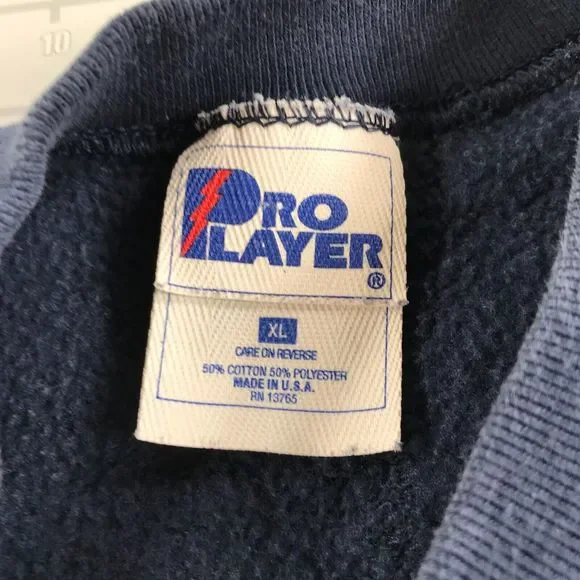 10
PRO
PLAYER
®
XL
CARE ON REVERSE
50% COTTON 50% POLYESTER
MADE IN U.S.A.
RN 13765